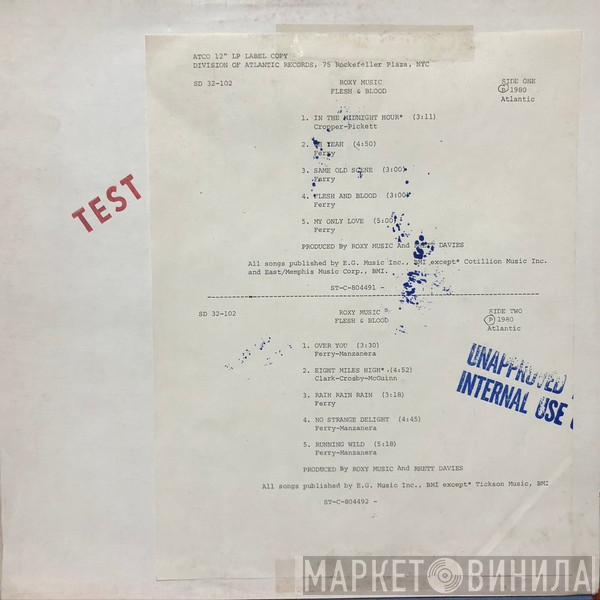 ATCO 12" LP LABEL COPY
DIVISION OF ATLANTIC RECORDS, 75 Rockefeller Plaza, NYC
SD 32-102 ROXY MUSIC SIDE ONE
FLESH & BLOOD Ⓟ 1980
Atlantic
1. IN THE MIDNIGHT HOUR* (3:11)
Cropper-Pickett
2. OH YEAH (4:50)
Ferry
3. SAME OLD SCENE (3:00)
Ferry
4. FLESH AND BLOOD (3:00)
Ferry
5. MY ONLY LOVE (5:00)
Ferry
PRODUCED By ROXY MUSIC And RHETT DAVIES
All songs published by E.G. Music Inc., BMI except* Cotillion Music Inc.
and East/Memphis Music Corp., BMI.
ST-C-804491 -
TEST
SD 32-102 ROXY MUSIC SIDE TWO
FLESH & BLOOD Ⓟ 1980
Atlantic
1. OVER YOU (3:30)
Ferry-Manzanera
2. EIGHT MILES HIGH* (4:52)
Clark-Crosby-McGuinn
3. RAIN RAIN RAIN (3:18)
Ferry
4. NO STRANGE DELIGHT (4:45)
Ferry-Manzanera
5. RUNNING WILD (5:18)
Ferry-Manzanera
PRODUCED By ROXY MUSIC And RHETT DAVIES
All songs published by E.G. Music Inc., BMI except* Tickson Music, BMI
ST-C-804492 -
UNAPPROVED
INTERNAL USE
МАРКЕТ ВИНИЛА